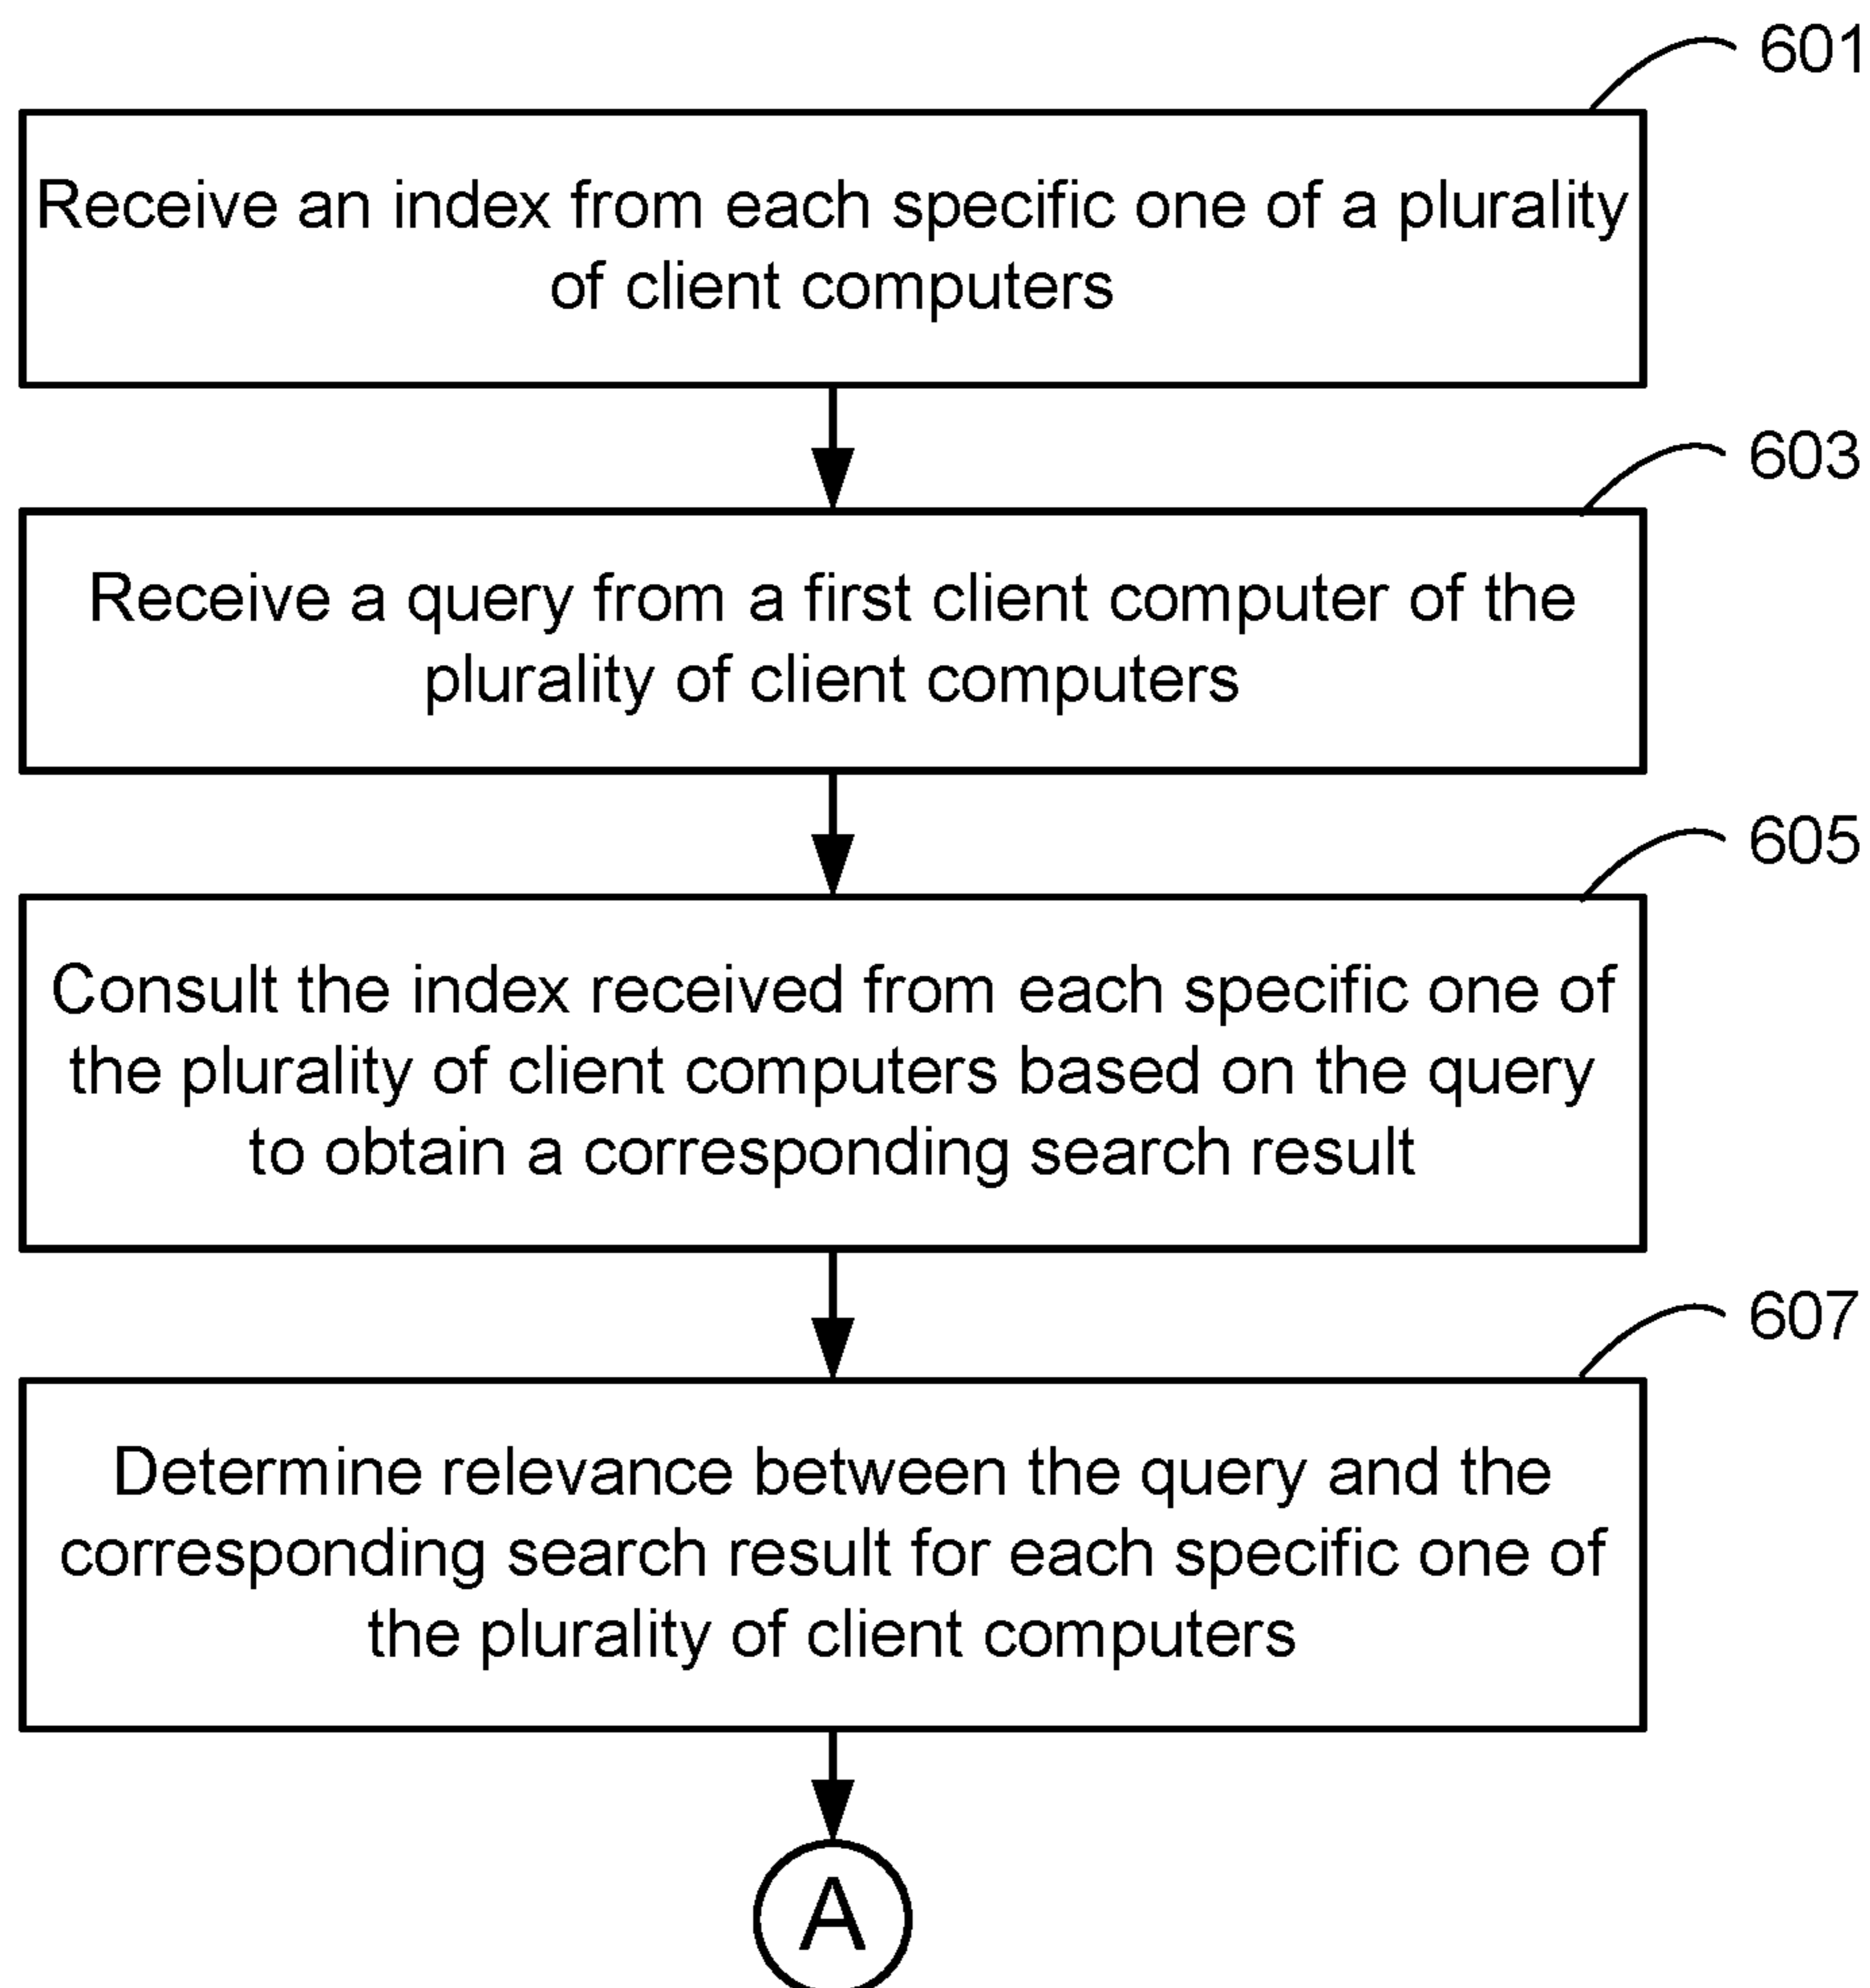 601
Receive an index from each specific one of a plurality
of client computers
603
Receive a query from a first client computer of the
plurality of client computers
605
Consult the index received from each specific one of
the plurality of client computers based on the query
to obtain a corresponding search result
607
Determine relevance between the query and the
corresponding search result for each specific one of
the plurality of client computers
A